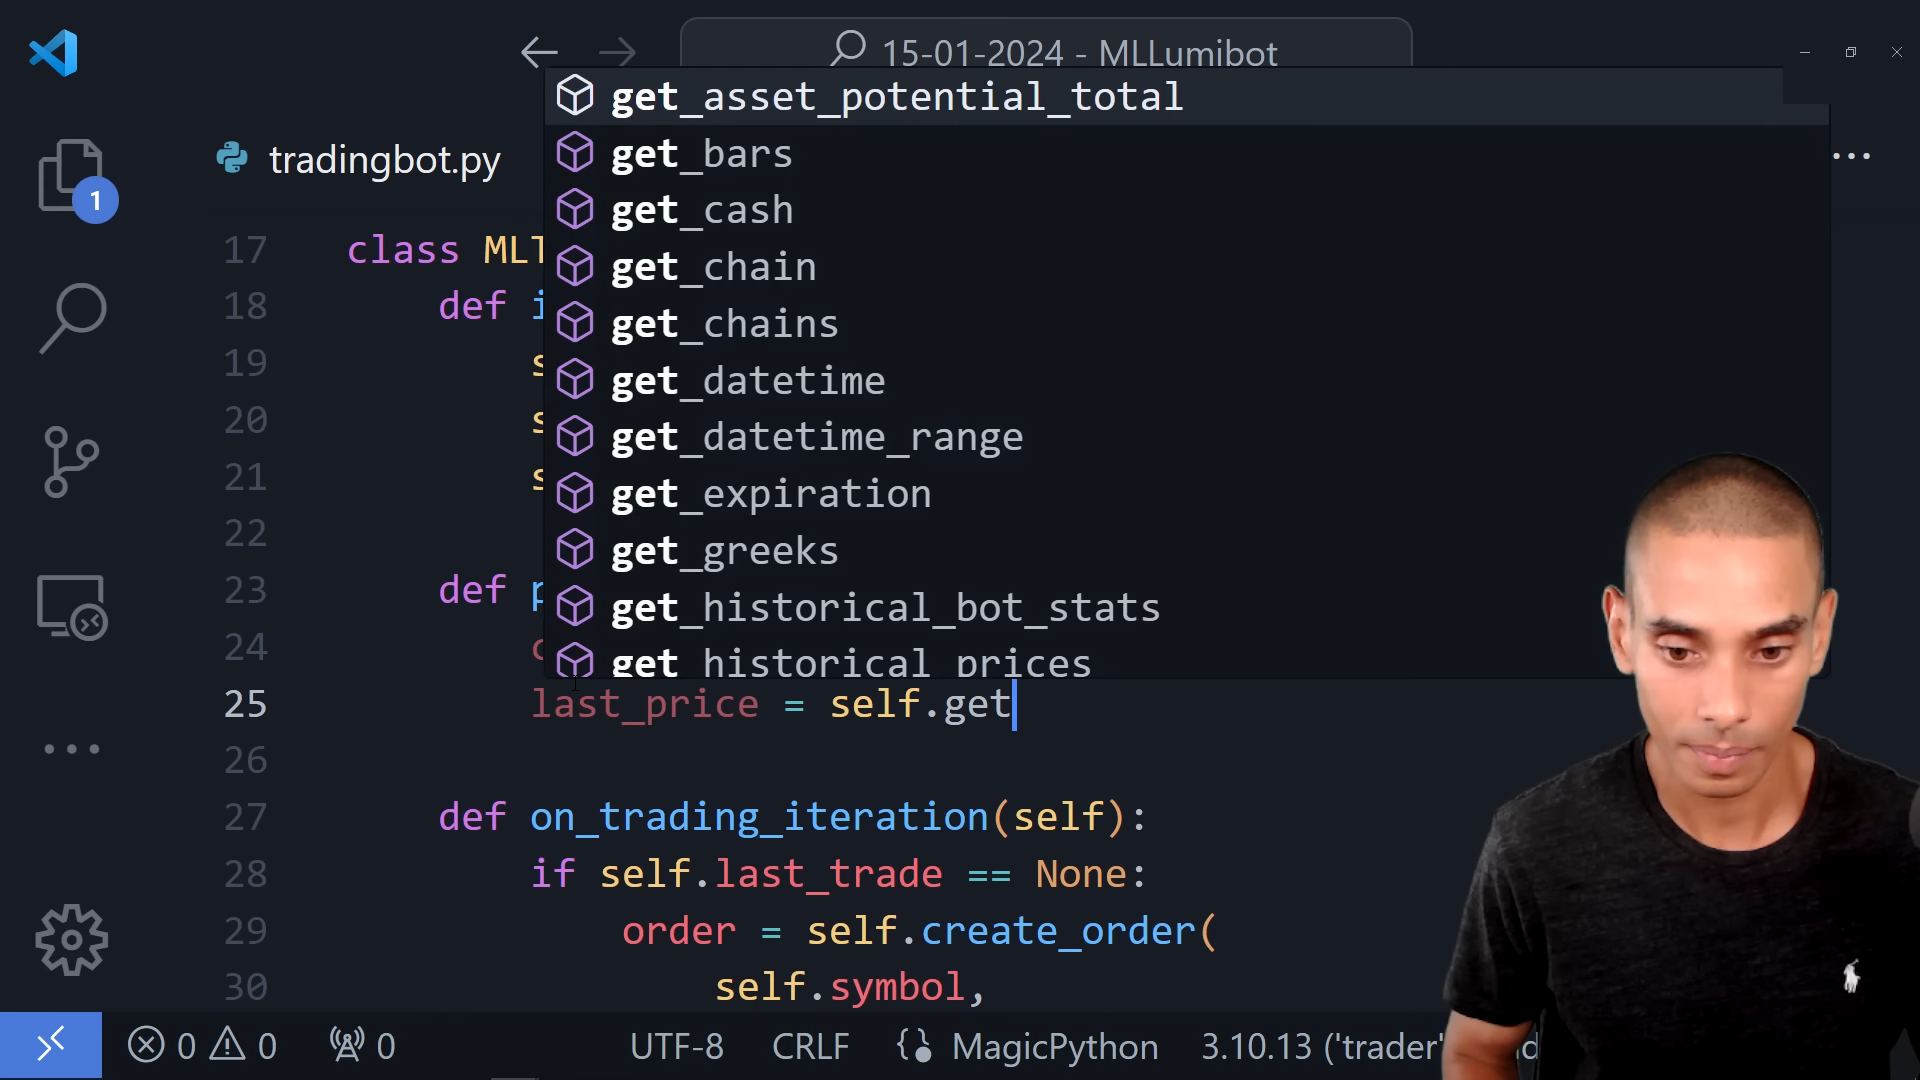 15-01-2024 - MLLumibot
get_asset_potential_total
tradingbot.py
get_bars
1
get_cash
17 class MLT
get_chain
18 def i
get_chains
19 s
get_datetime
20 s
get_datetime_range
21 s
get_expiration
22
get_greeks
23 def p
get_historical_bot_stats
24 c
get_historical_prices
25 last_price = self.get
26
27 def on_trading_iteration(self):
28 if self.last_trade == None:
29 order = self.create_order(
30 self.symbol,
0 0 0 UTF-8 CRLF MagicPython 3.10.13 ('trader'